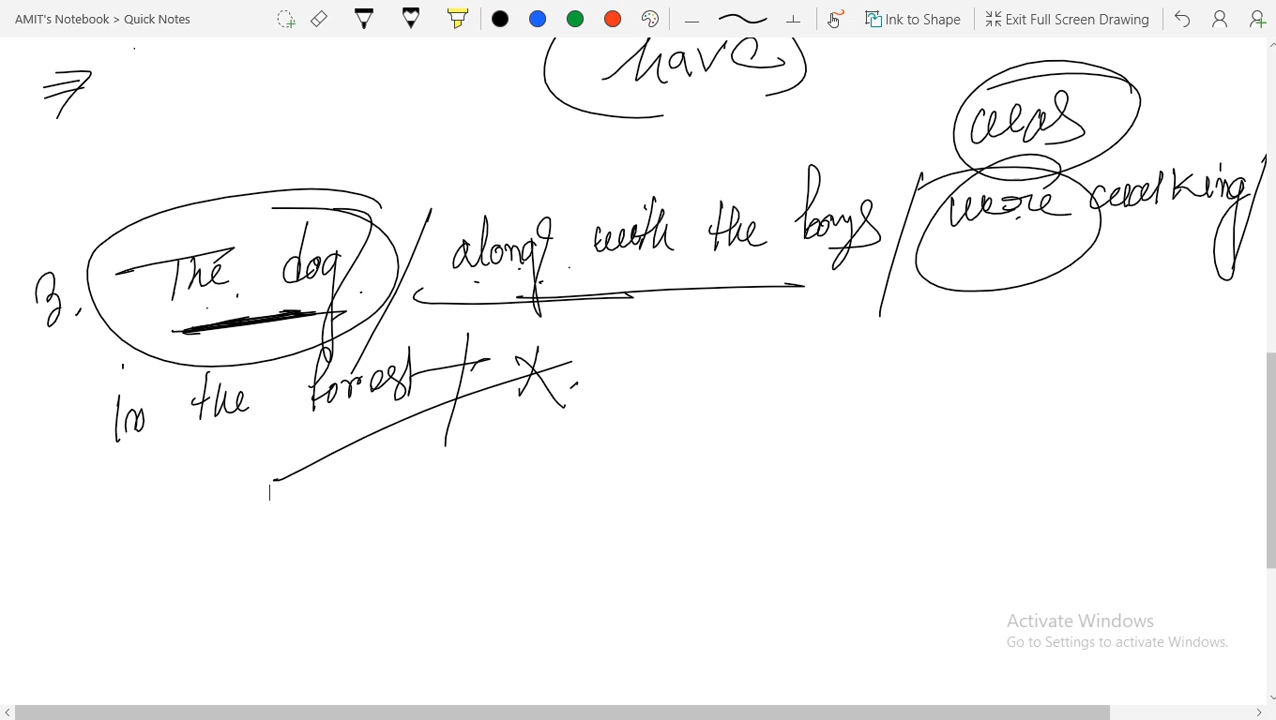 AMIT's Notebook > Quick Notes
Ink to Shape
Exit Full Screen Drawing
have
was
3. The dog / along with the boys / were walking /
in the forest / X.
Activate Windows
Go to Settings to activate Windows.